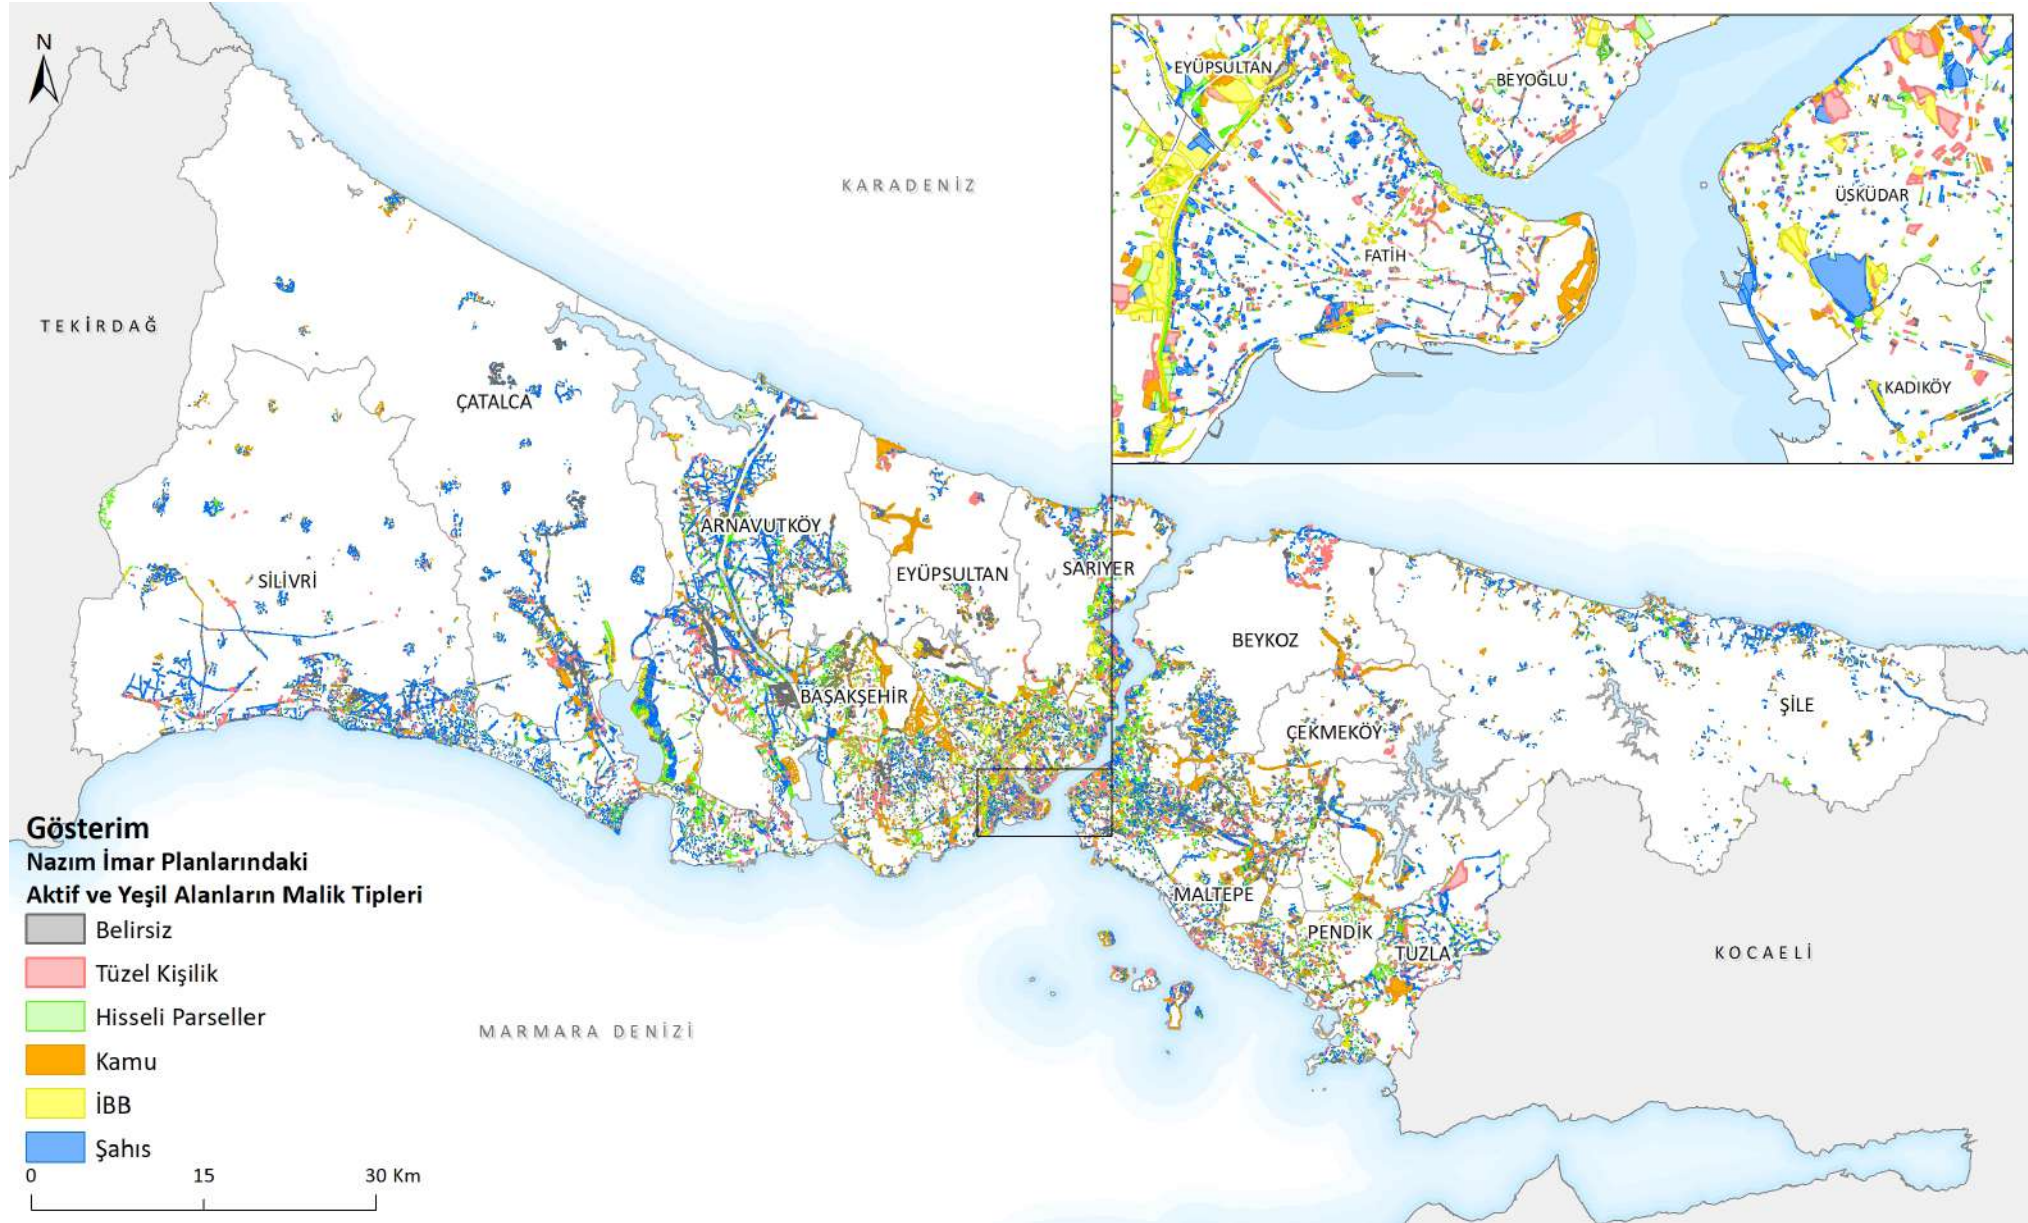 N
KARADENİZ
TEKİRDAĞ
ÇATALCA
SİLİVRİ
ARNAVUTKÖY
EYÜPSULTAN
SARIYER
BAŞAKŞEHİR
BEYKOZ
ÇEKMEKÖY
ŞİLE
MALTEPE
PENDİK
TUZLA
KOCAELİ
MARMARA DENİZİ
EYÜPSULTAN
BEYOĞLU
ÜSKÜDAR
FATİH
KADIKÖY
Gösterim
Nazım İmar Planlarındaki
Aktif ve Yeşil Alanların Malik Tipleri
Belirsiz
Tüzel Kişilik
Hisseli Parseller
Kamu
İBB
Şahıs
0 15 30 Km